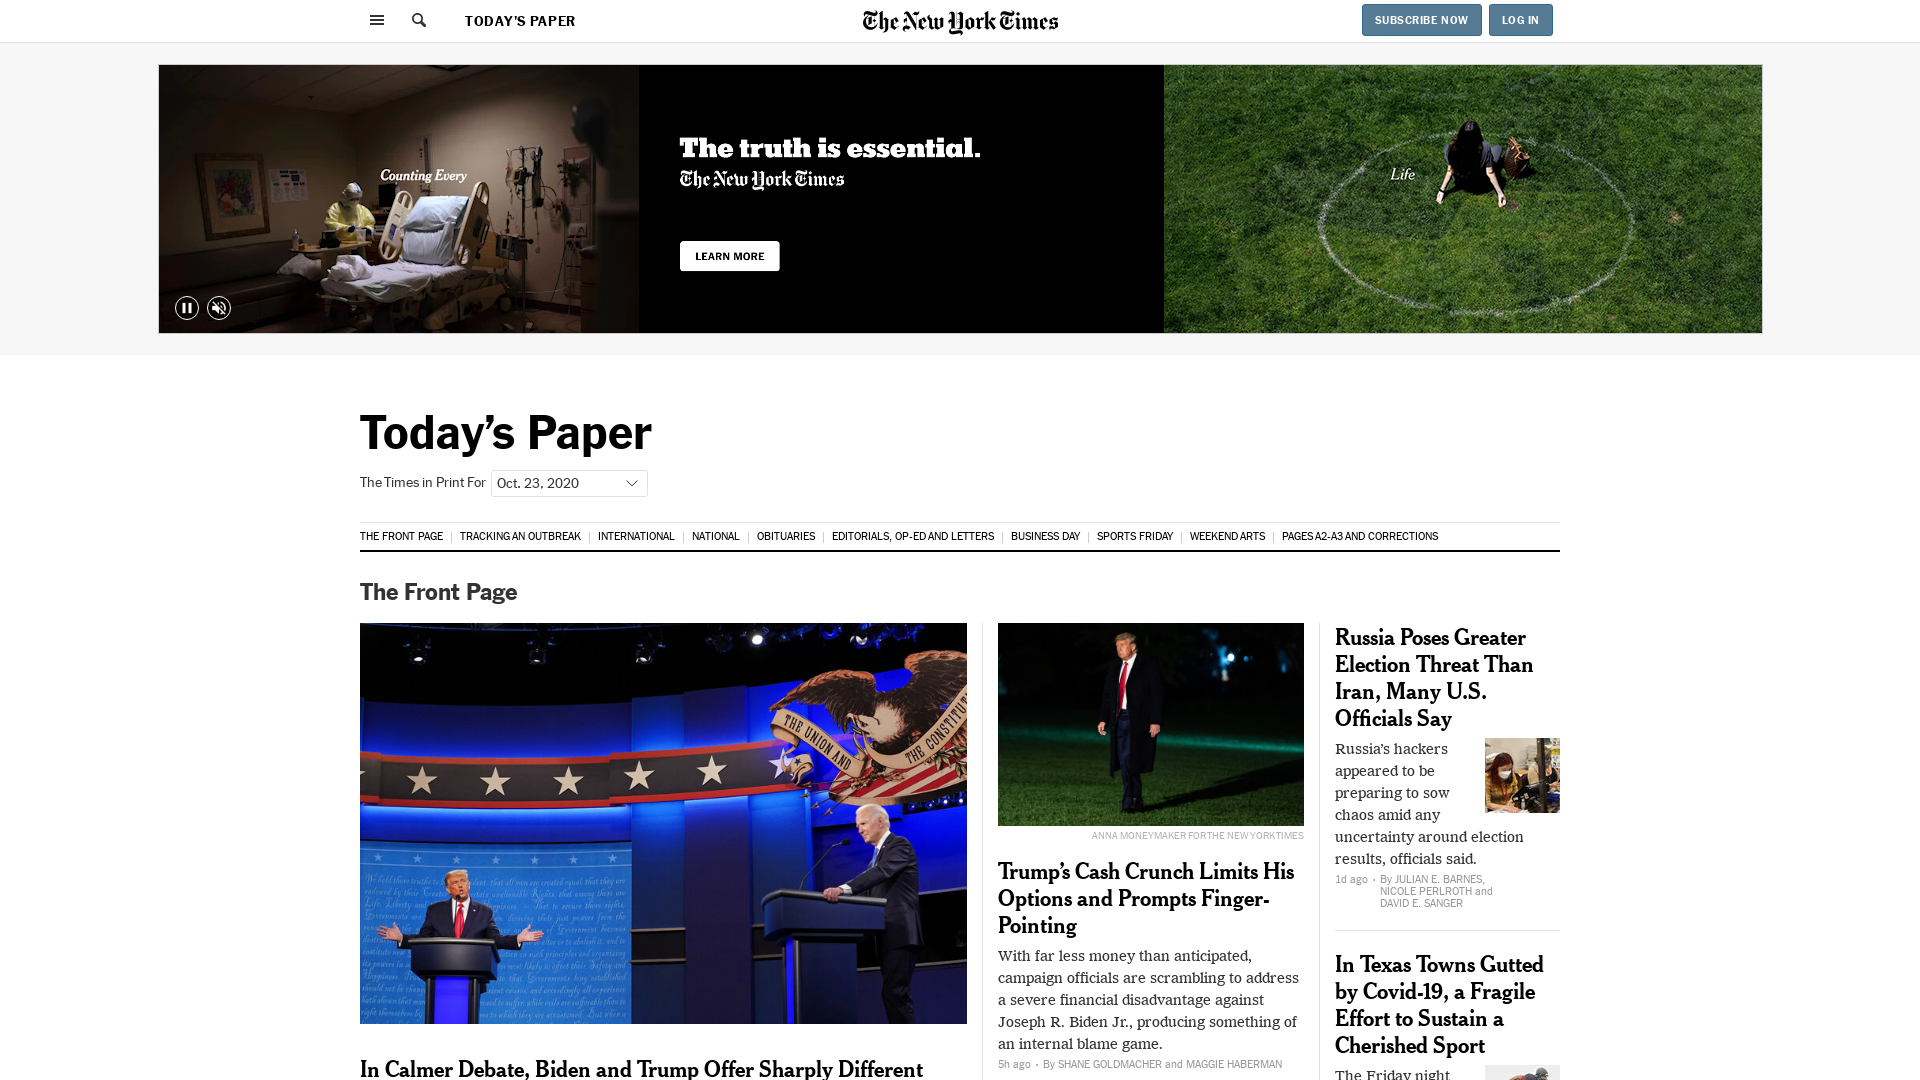 TODAY'S PAPER
The New York Times
SUBSCRIBE NOW
LOG IN
Counting Every
The truth is essential.
The New York Times
LEARN MORE
Life
Today's Paper
The Times in Print For
Oct. 23, 2020
THE FRONT PAGE
TRACKING AN OUTBREAK
INTERNATIONAL
NATIONAL
OBITUARIES
EDITORIALS, OP-ED AND LETTERS
BUSINESS DAY
SPORTS FRIDAY
WEEKEND ARTS
PAGES A2-A3 AND CORRECTIONS
The Front Page
THE UNION AND
THE CONSTITUT
In Calmer Debate, Biden and Trump Offer Sharply Different
ANNA MONEYMAKER FOR THE NEW YORK TIMES
Trump's Cash Crunch Limits His
Options and Prompts Finger-
Pointing
With far less money than anticipated,
campaign officials are scrambling to address
a severe financial disadvantage against
Joseph R. Biden Jr., producing something of
an internal blame game.
5h ago • By SHANE GOLDMACHER and MAGGIE HABERMAN
Russia Poses Greater
Election Threat Than
Iran, Many U.S.
Officials Say
Russia's hackers
appeared to be
preparing to sow
chaos amid any
uncertainty around election
results, officials said.
1d ago • By JULIAN E. BARNES,
NICOLE PERLROTH and
DAVID E. SANGER
In Texas Towns Gutted
by Covid-19, a Fragile
Effort to Sustain a
Cherished Sport
The Friday night